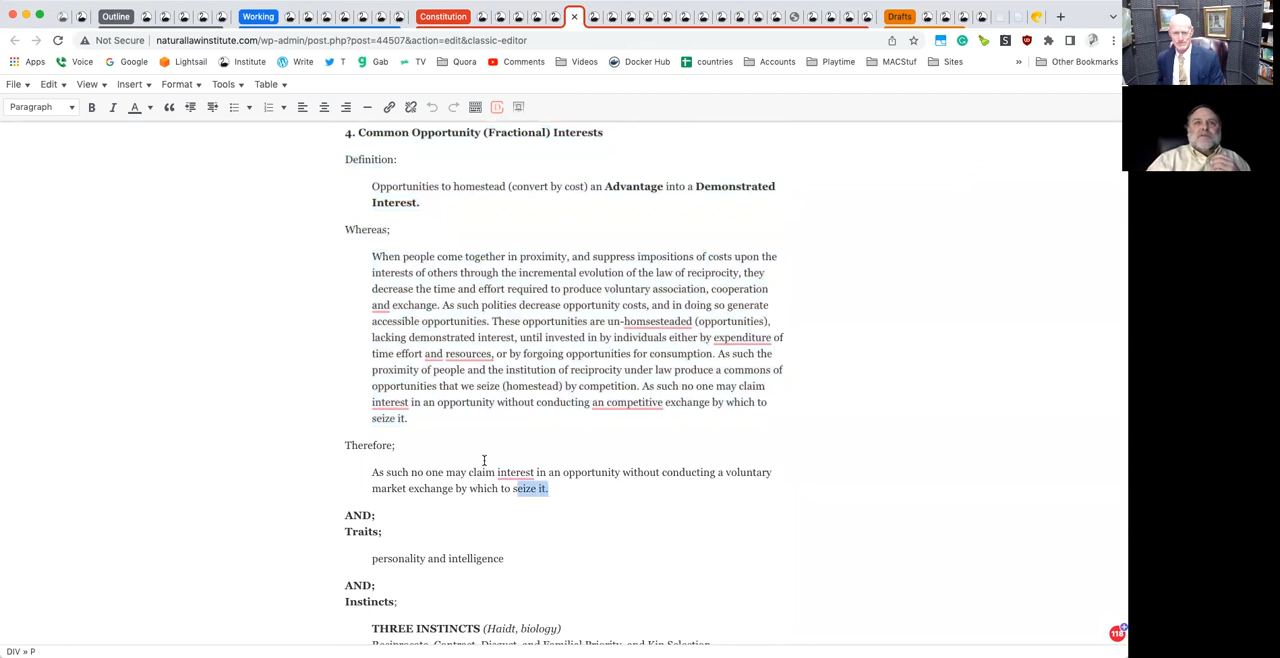 Outline
Working
Constitution
Drafts
Not Secure
naturallawinstitute.com/wp-admin/post.php?post=44507&action=edit&classic-editor
Apps Voice Google Lightsail Institute Write T Gab TV Quora Comments Videos Docker Hub countries Accounts Playtime MACStuf Sites » Other Bookmarks
File Edit View Insert Format Tools Table
Paragraph B I A
4. Common Opportunity (Fractional) Interests
Definition:
Opportunities to homestead (convert by cost) an Advantage into a Demonstrated
Interest.
Whereas;
When people come together in proximity, and suppress impositions of costs upon the
interests of others through the incremental evolution of the law of reciprocity, they
decrease the time and effort required to produce voluntary association, cooperation
and exchange. As such polities decrease opportunity costs, and in doing so generate
accessible opportunities. These opportunities are un-homsesteaded (opportunities),
lacking demonstrated interest, until invested in by individuals either by expenditure of
time effort and resources, or by forgoing opportunities for consumption. As such the
proximity of people and the institution of reciprocity under law produce a commons of
opportunities that we seize (homestead) by competition. As such no one may claim
interest in an opportunity without conducting an competitive exchange by which to
seize it.
Therefore;
As such no one may claim interest in an opportunity without conducting a voluntary
market exchange by which to seize it.
AND;
Traits;
personality and intelligence
AND;
Instincts;
THREE INSTINCTS (Haidt, biology)
Reciprocate, Contract, Disgust, and Familial Priority, and Kin Selection
DIV » P
118